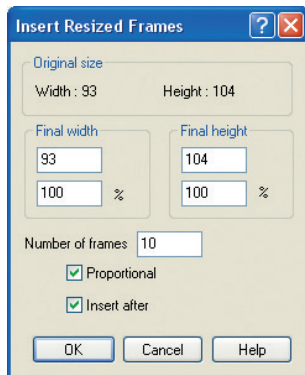 Insert Resized Frames
Original size
Width : 93 Height : 104
Final width Final height
93 104
100 % 100 %
Number of frames 10
Proportional
Insert after
OK Cancel Help